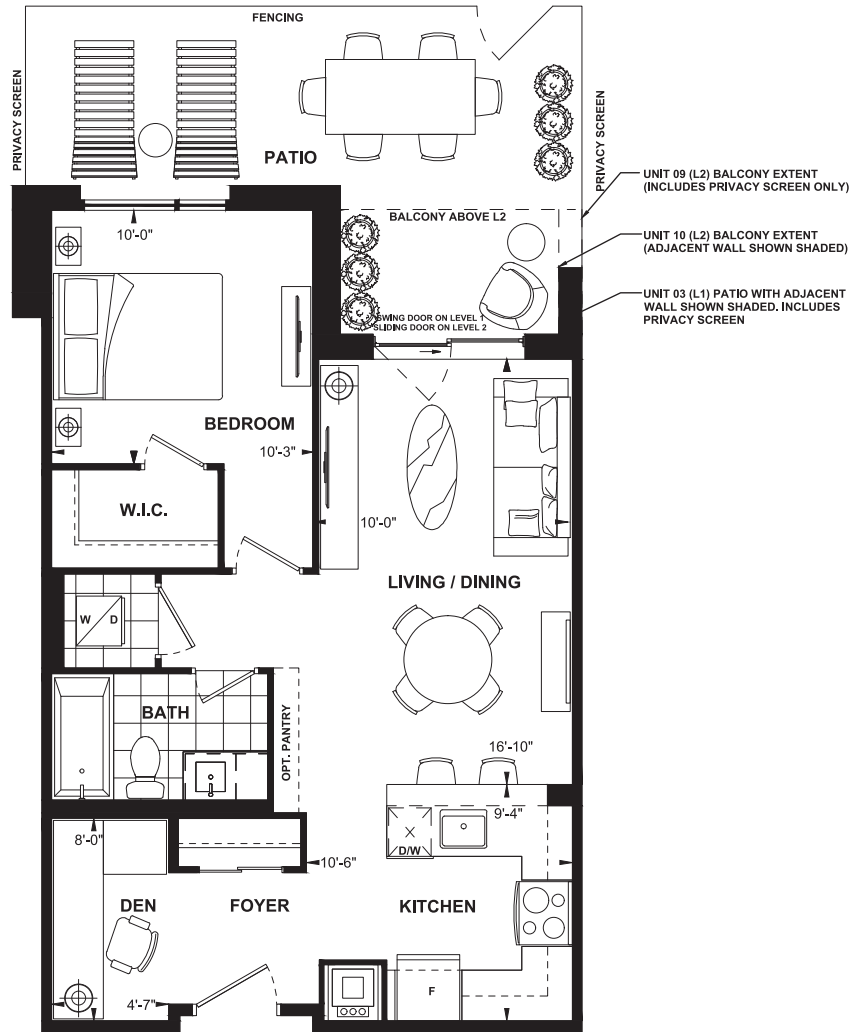 FENCING
PRIVACY SCREEN
PRIVACY SCREEN
PATIO
UNIT 09 (L2) BALCONY EXTENT
(INCLUDES PRIVACY SCREEN ONLY)
BALCONY ABOVE L2
10'-0"
UNIT 10 (L2) BALCONY EXTENT
(ADJACENT WALL SHOWN SHADED)
UNIT 03 (L1) PATIO WITH ADJACENT
WALL SHOWN SHADED. INCLUDES
PRIVACY SCREEN
SWING DOOR ON LEVEL 1
SLIDING DOOR ON LEVEL 2
BEDROOM
10'-3"
W.I.C.
10'-0"
LIVING / DINING
W
D
BATH
OPT. PANTRY
16'-10"
9'-4"
8'-0"
D/W
10'-6"
DEN
FOYER
KITCHEN
4'-7"
F